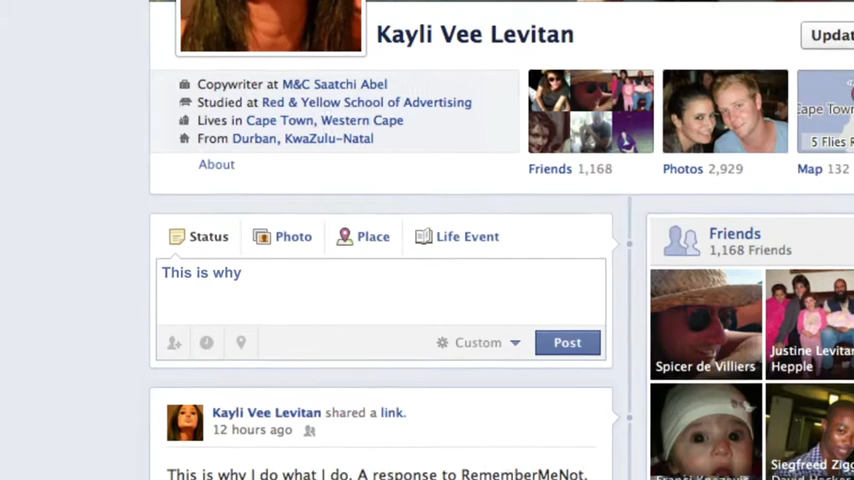 Kayli Vee Levitan
Updat
Copywriter at M&C Saatchi Abel
Studied at Red & Yellow School of Advertising
Lives in Cape Town, Western Cape
From Durban, KwaZulu-Natal
About
Friends 1,168
Photos 2,929
Cape Town
5 Flies R
Map 132
Status
Photo
Place
Life Event
This is why
Custom
Post
Friends
1,168 Friends
Spicer de Villiers
Justine Levitan
Hepple
Kayli Vee Levitan shared a link.
12 hours ago
This is why I do what I do. A response to RememberMeNot.
Siegfreed Zigg